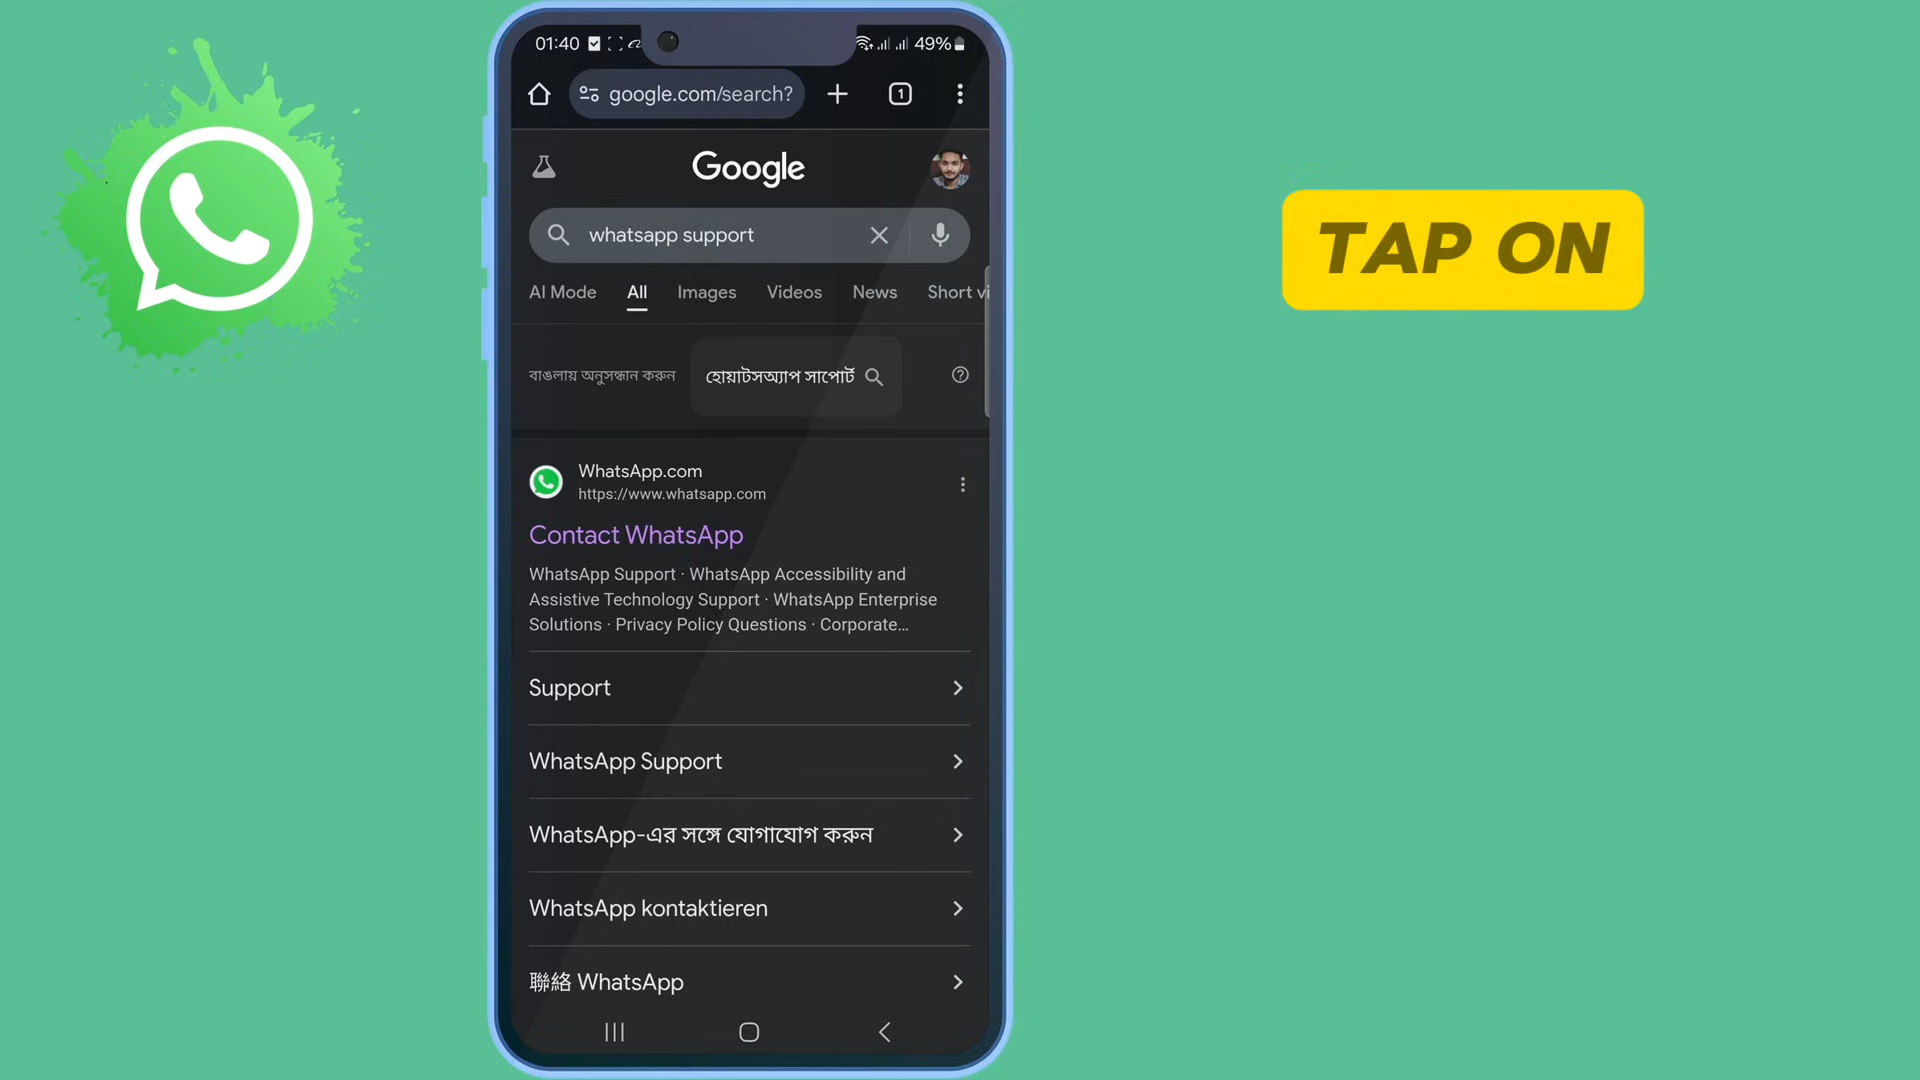 01:40
49%
google.com/search?
1
Google
whatsapp support
AI Mode All Images Videos News Short vi
বাঙলায় অনুসন্ধান করুন
হোয়াটসঅ্যাপ সাপোর্ট
WhatsApp.com
https://www.whatsapp.com
Contact WhatsApp
WhatsApp Support · WhatsApp Accessibility and
Assistive Technology Support · WhatsApp Enterprise
Solutions · Privacy Policy Questions · Corporate...
Support
WhatsApp Support
WhatsApp-এর সঙ্গে যোগাযোগ করুন
WhatsApp kontaktieren
聯絡 WhatsApp
TAP ON